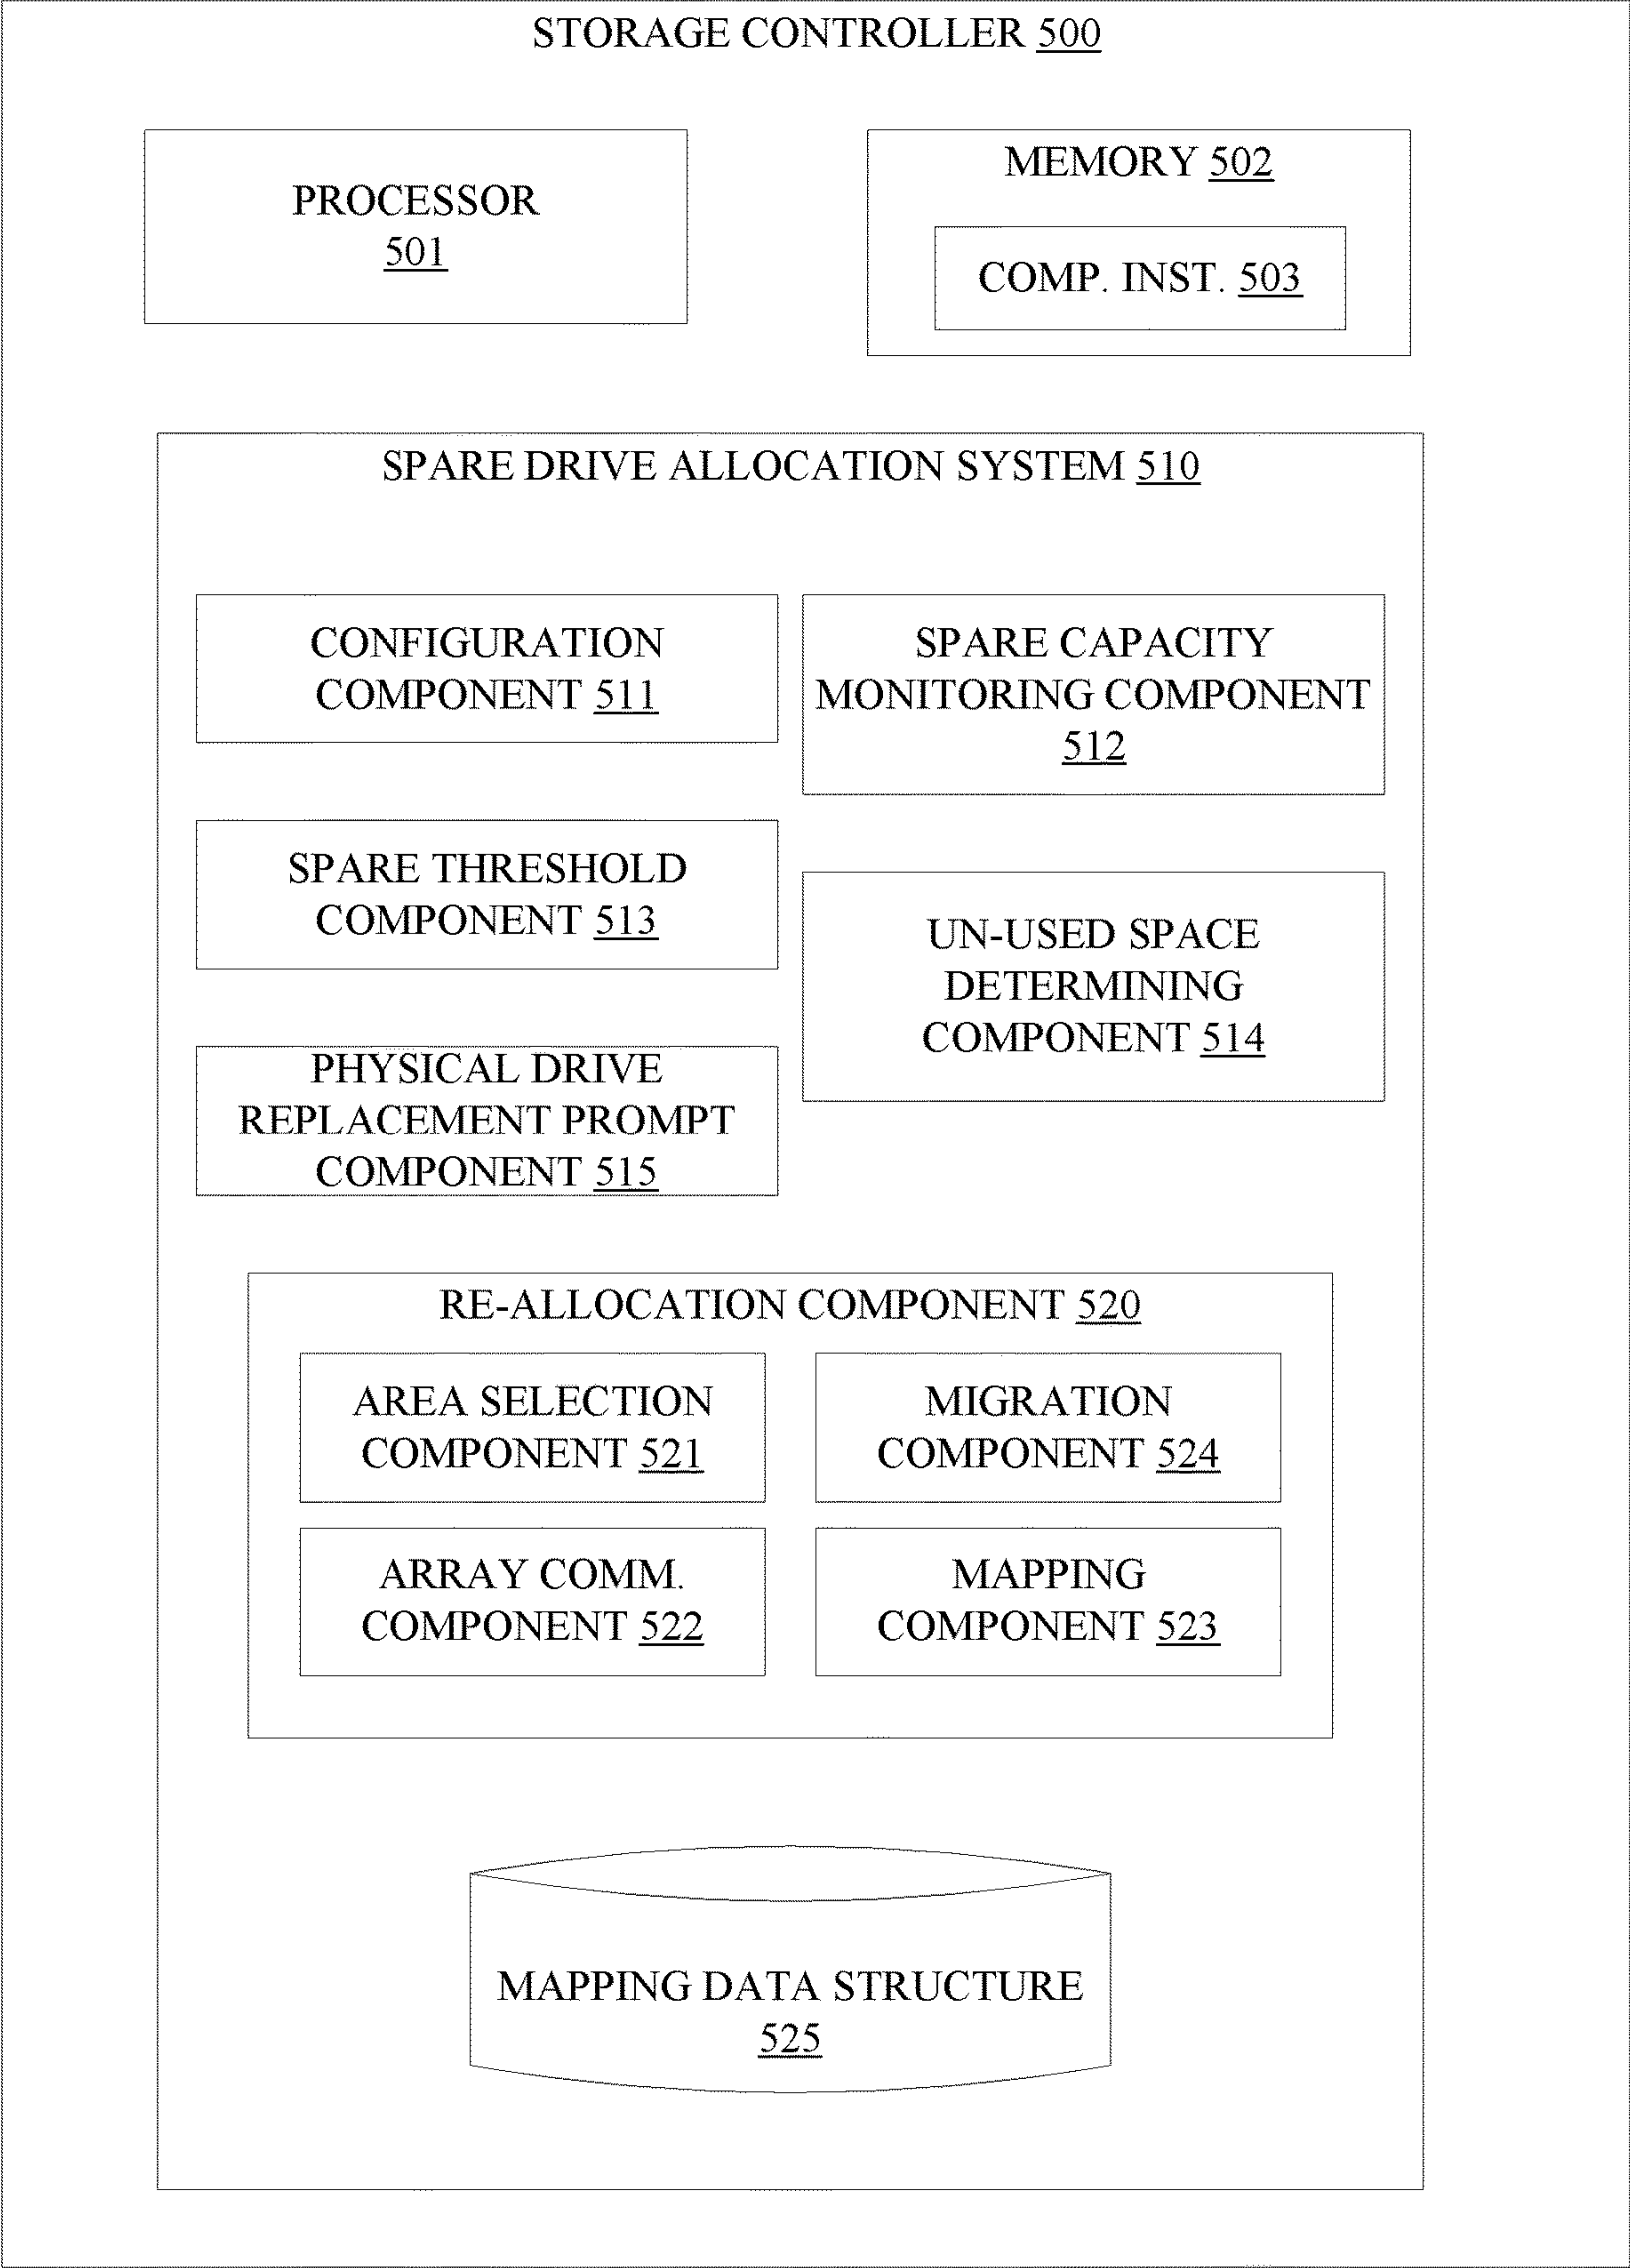 STORAGE CONTROLLER 500
PROCESSOR
501
MEMORY 502
COMP. INST. 503
SPARE DRIVE ALLOCATION SYSTEM 510
CONFIGURATION
COMPONENT 511
SPARE CAPACITY
MONITORING COMPONENT
512
SPARE THRESHOLD
COMPONENT 513
UN-USED SPACE
DETERMINING
COMPONENT 514
PHYSICAL DRIVE
REPLACEMENT PROMPT
COMPONENT 515
RE-ALLOCATION COMPONENT 520
AREA SELECTION
COMPONENT 521
MIGRATION
COMPONENT 524
ARRAY COMM.
COMPONENT 522
MAPPING
COMPONENT 523
MAPPING DATA STRUCTURE
525